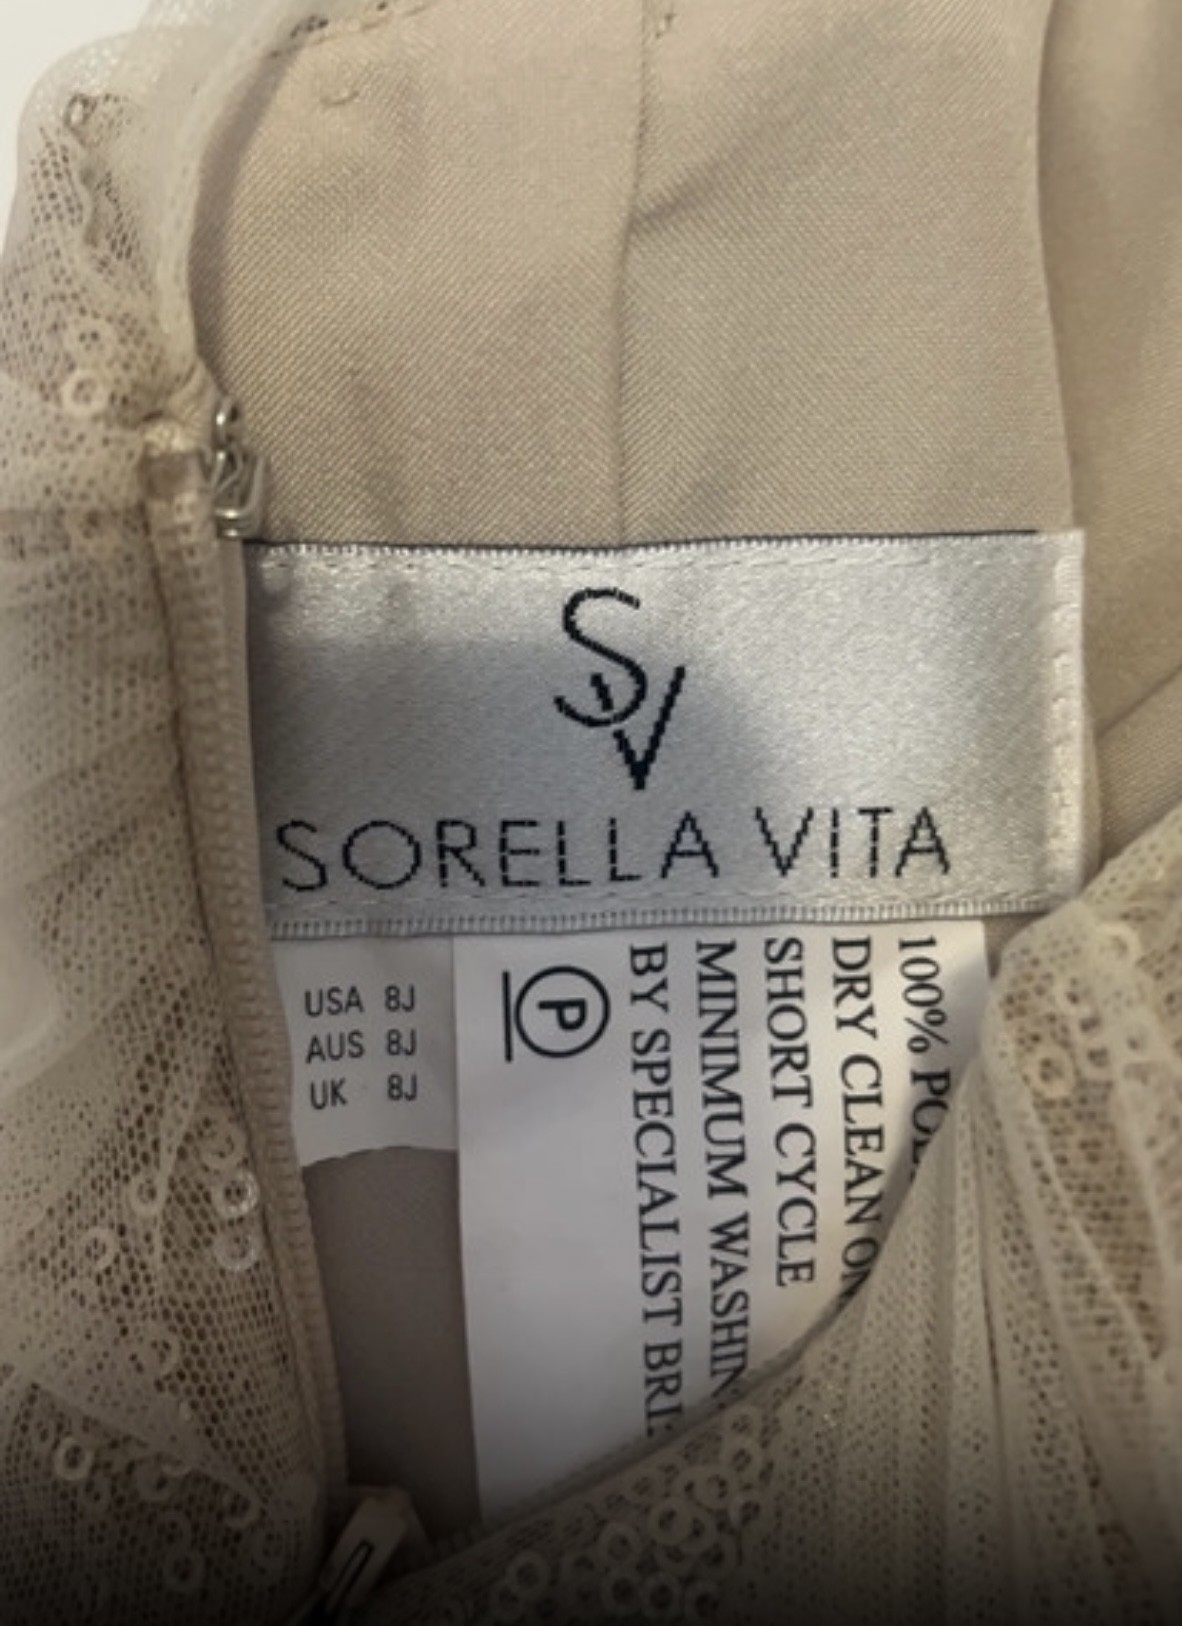 SV
SORELLA VITA
USA 8J
AUS 8J
UK 8J
100%
DRY CLEAN
SHORT CYCLE
MINIMUM
BY SPECIALIST
P